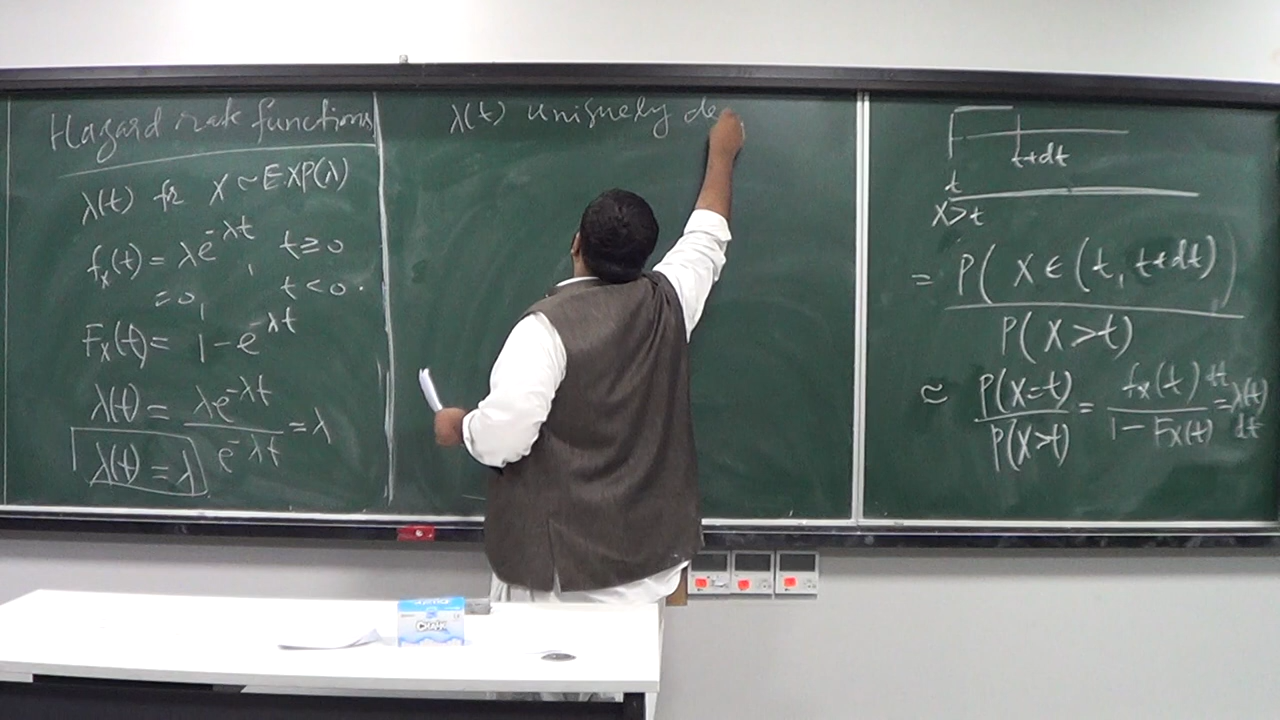 Hazard rate functions
λ(t) for X ~ EXP(λ)
fₓ(t) = λe^{-λt}, t ≥ 0
= 0, t < 0.
Fₓ(t) = 1 - e^{-λt}
λ(t) = λe^{-λt} / e^{-λt} = λ
λ(t) = λ
λ(t) uniquely de
t+dt
t
X>t
= P( X ∈ (t, t+dt) ) / P( X>t)
≈ P(X=t) / P(X>t) = fₓ(t) dt / 1 - Fₓ(t) = λ(t) dt
CHALK